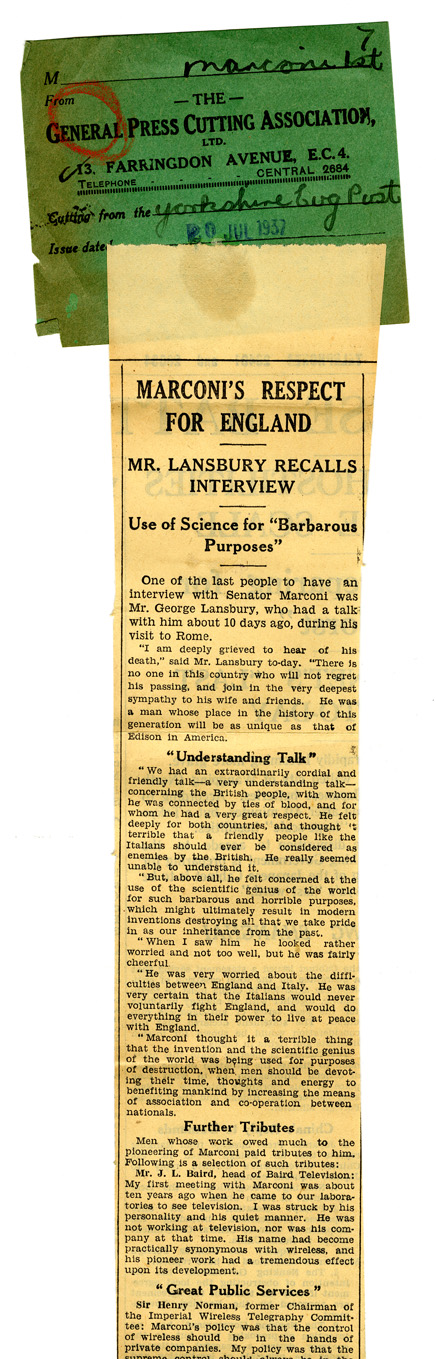 7
M marconi 1st
From
— THE —
GENERAL PRESS CUTTING ASSOCIATION,
LTD.
13, FARRINGDON AVENUE, E.C.4.
TELEPHONE CENTRAL 2684
Cutting from the Yorkshire Evg Post
Issue dated 20 JUL 1937
MARCONI'S RESPECT
FOR ENGLAND
MR. LANSBURY RECALLS
INTERVIEW
Use of Science for "Barbarous
Purposes"
One of the last people to have an
interview with Senator Marconi was
Mr. George Lansbury, who had a talk
with him about 10 days ago, during his
visit to Rome.
"I am deeply grieved to hear of his
death," said Mr. Lansbury to-day. "There is
no one in this country who will not regret
his passing, and join in the very deepest
sympathy to his wife and friends. He was
a man whose place in the history of this
generation will be as unique as that of
Edison in America.
"Understanding Talk"
"We had an extraordinarily cordial and
friendly talk—a very understanding talk—
concerning the British people, with whom
he was connected by ties of blood, and for
whom he had a very great respect. He felt
deeply for both countries, and thought 't
terrible that a friendly people like the
Italians should ever be considered as
enemies by the British. He really seemed
unable to understand it.
"But, above all, he felt concerned at the
use of the scientific genius of the world
for such barbarous and horrible purposes,
which might ultimately result in modern
inventions destroying all that we take pride
in as our inheritance from the past.
"When I saw him he looked rather
worried and not too well, but he was fairly
cheerful
"He was very worried about the diffi-
culties between England and Italy. He was
very certain that the Italians would never
voluntarily fight England, and would do
everything in their power to live at peace
with England.
"Marconi thought it a terrible thing
that the invention and the scientific genius
of the world was being used for purposes
of destruction, when men should be devot-
ing their time, thoughts and energy to
benefiting mankind by increasing the means
of association and co-operation between
nationals.
Further Tributes
Men whose work owed much to the
pioneering of Marconi paid tributes to him.
Following is a selection of such tributes:
Mr. J. L. Baird, head of Baird Television:
My first meeting with Marconi was about
ten years ago when he came to our labora-
tories to see television. I was struck by his
personality and his quiet manner. He was
not working at television, nor was his com-
pany at that time. His name had become
practically synonymous with wireless, and
his pioneer work had a tremendous effect
upon its development.
"Great Public Services"
Sir Henry Norman, former Chairman of
the Imperial Wireless Telegraphy Commit-
tee: Marconi's policy was that the control
of wireless should be in the hands of
private companies. My policy was that the
supreme control should always be in the